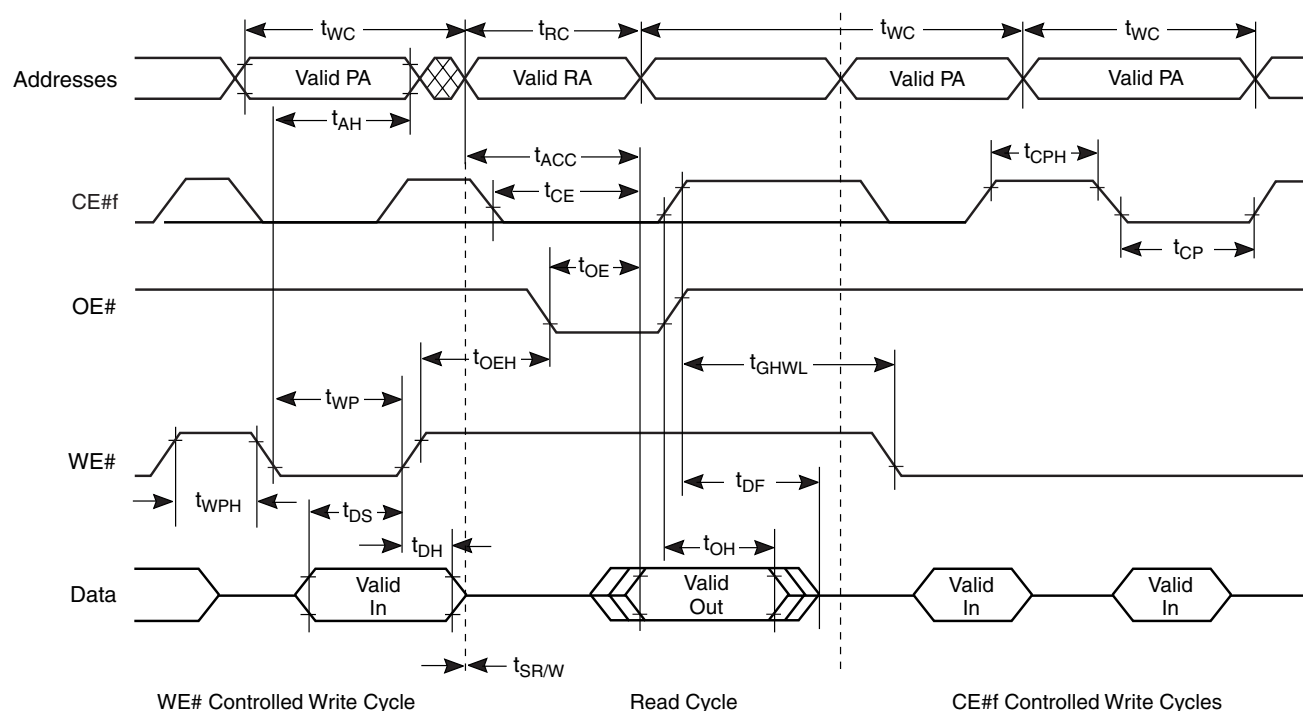 tWC tRC tWC tWC
Addresses Valid PA Valid RA Valid PA Valid PA
tAH
tACC tCPH
CE#f tCE
tOE tCP
OE#
tOEH tGHWL
tWP
WE#
tWPH tDS tDF
tDH tOH
Data Valid In Valid Out Valid In Valid In
tSR/W
WE# Controlled Write Cycle Read Cycle CE#f Controlled Write Cycles